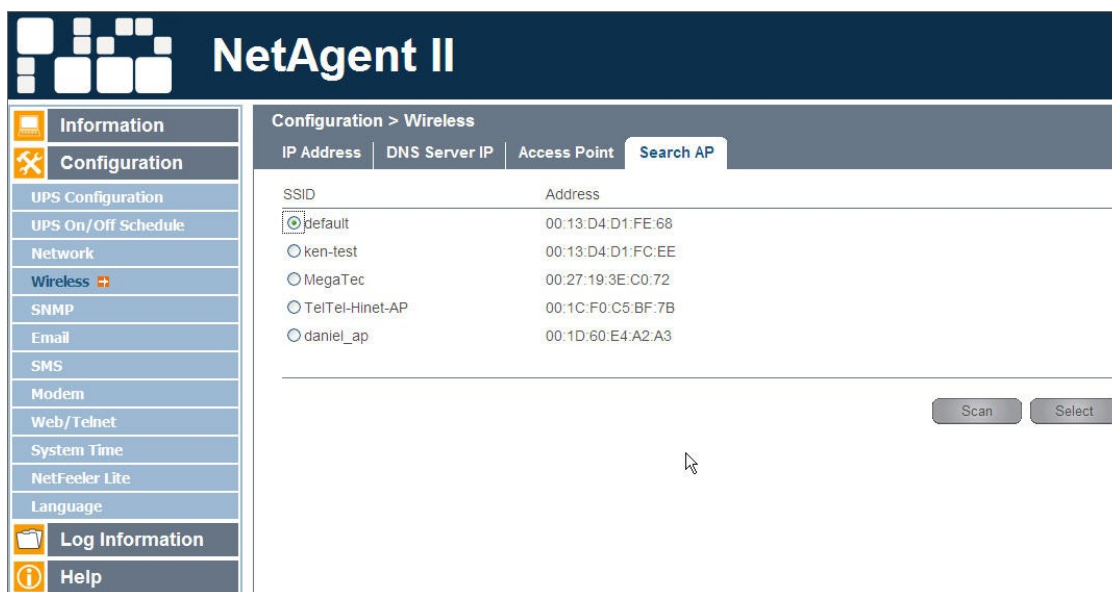 NetAgent II
Information
Configuration
UPS Configuration
UPS On/Off Schedule
Network
Wireless
SNMP
Email
SMS
Modem
Web/Telnet
System Time
NetFeeler Lite
Language
Log Information
Help
Configuration > Wireless
IP Address DNS Server IP Access Point Search AP
SSID Address
default 00:13:D4:D1:FE:68
ken-test 00:13:D4:D1:FC:EE
MegaTec 00:27:19:3E:C0:72
TelTel-Hinet-AP 00:1C:F0:C5:BF:7B
daniel_ap 00:1D:60:E4:A2:A3
Scan Select